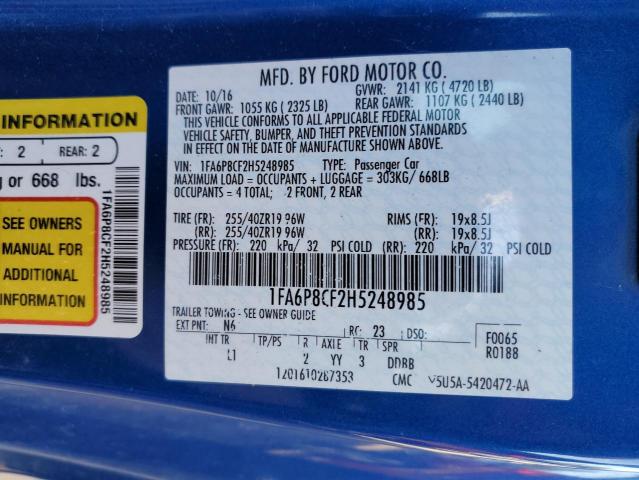 INFORMATION
: 2 REAR: 2
g or 668 lbs.
SEE OWNERS
MANUAL FOR
ADDITIONAL
INFORMATION
1FA6P8CF2H5248985
MFD. BY FORD MOTOR CO.
DATE: 10/16 GVWR: 2141 KG ( 4720 LB)
FRONT GAWR: 1055 KG ( 2325 LB) REAR GAWR: 1107 KG ( 2440 LB)
THIS VEHICLE CONFORMS TO ALL APPLICABLE FEDERAL MOTOR
VEHICLE SAFETY, BUMPER, AND THEFT PREVENTION STANDARDS
IN EFFECT ON THE DATE OF MANUFACTURE SHOWN ABOVE.
VIN: 1FA6P8CF2H5248985 TYPE: Passenger Car
MAXIMUM LOAD = OCCUPANTS + LUGGAGE = 303KG/ 668LB
OCCUPANTS = 4 TOTAL; 2 FRONT, 2 REAR
TIRE (FR): 255/40ZR19 96W RIMS (FR): 19x8.5J
(RR): 255/40ZR19 96W (RR): 19x8.5J
PRESSURE (FR): 220 kPa/ 32 PSI COLD (RR): 220 kPa/ 32 PSI COLD
1FA6P8CF2H5248985
TRAILER TOWING- SEE OWNER GUIDE
EXT PNT: N6 RC: 23 DSO: F0065
R0188
INT TR TP/PS R AXLE TR SPR
L1 2 YY 3 DDBB
1201610287353 CMC V5U5A-5420472-AA